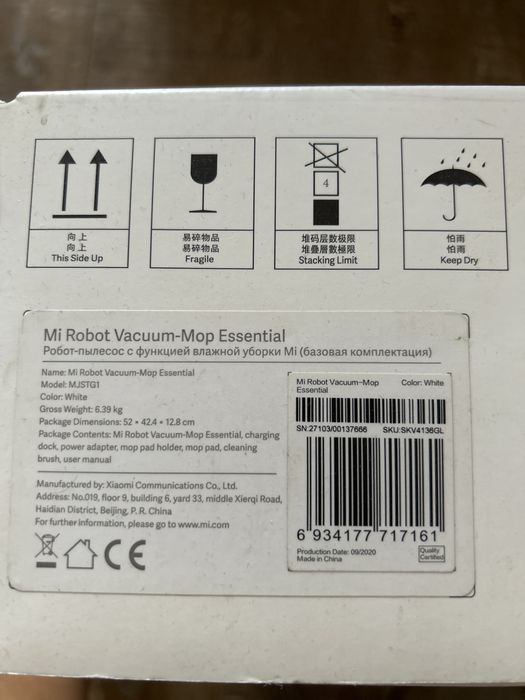 向上
向上
This Side Up
易碎物品
易碎物品
Fragile
4
堆码层数极限
堆疊層數極限
Stacking Limit
怕雨
怕雨
Keep Dry
Mi Robot Vacuum-Mop Essential
Робот-пылесос с функцией влажной уборки Mi (базовая комплектация)
Name: Mi Robot Vacuum-Mop Essential
Model: MJSTG1
Color: White
Gross Weight: 6.39 kg
Package Dimensions: 52 × 42.4 × 12.8 cm
Package Contents: Mi Robot Vacuum-Mop Essential, charging
dock, power adapter, mop pad holder, mop pad, cleaning
brush, user manual
Manufactured by: Xiaomi Communications Co., Ltd.
Address: No.019, floor 9, building 6, yard 33, middle Xierqi Road,
Haidian District, Beijing, P. R. China
For further information, please go to www.mi.com
CE
Mi Robot Vacuum-Mop
Essential
Color: White
SN:27103/00137666 SKU:SKV4136GL
6 934177 717161
Production Date: 09/2020
Made in China
Quality
Certified